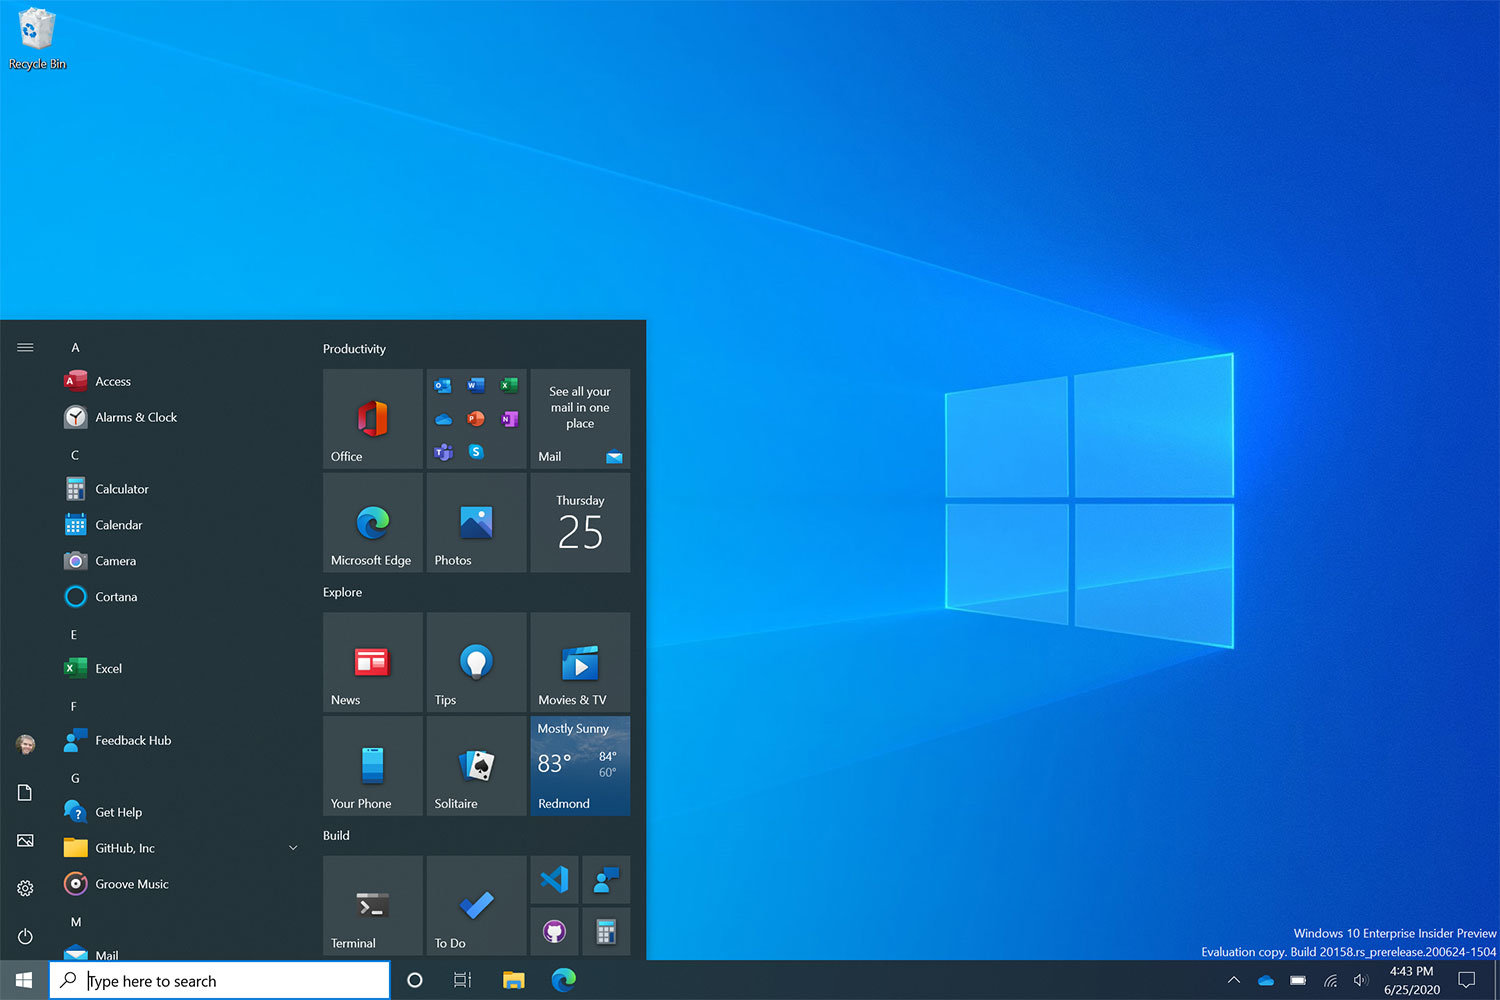 Recycle Bin
A
Access
Alarms & Clock
C
Calculator
Calendar
Camera
Cortana
E
Excel
F
Feedback Hub
G
Get Help
GitHub, Inc
Groove Music
M
Mail
Productivity
Office
See all your
mail in one
place
Mail
Microsoft Edge
Photos
Thursday
25
Explore
News
Tips
Movies & TV
Your Phone
Solitaire
Mostly Sunny
83°
84°
60°
Redmond
Build
Terminal
To Do
Windows 10 Enterprise Insider Preview
Evaluation copy. Build 20158.rs_prerelease.200624-1504
Type here to search
4:43 PM
6/25/2020